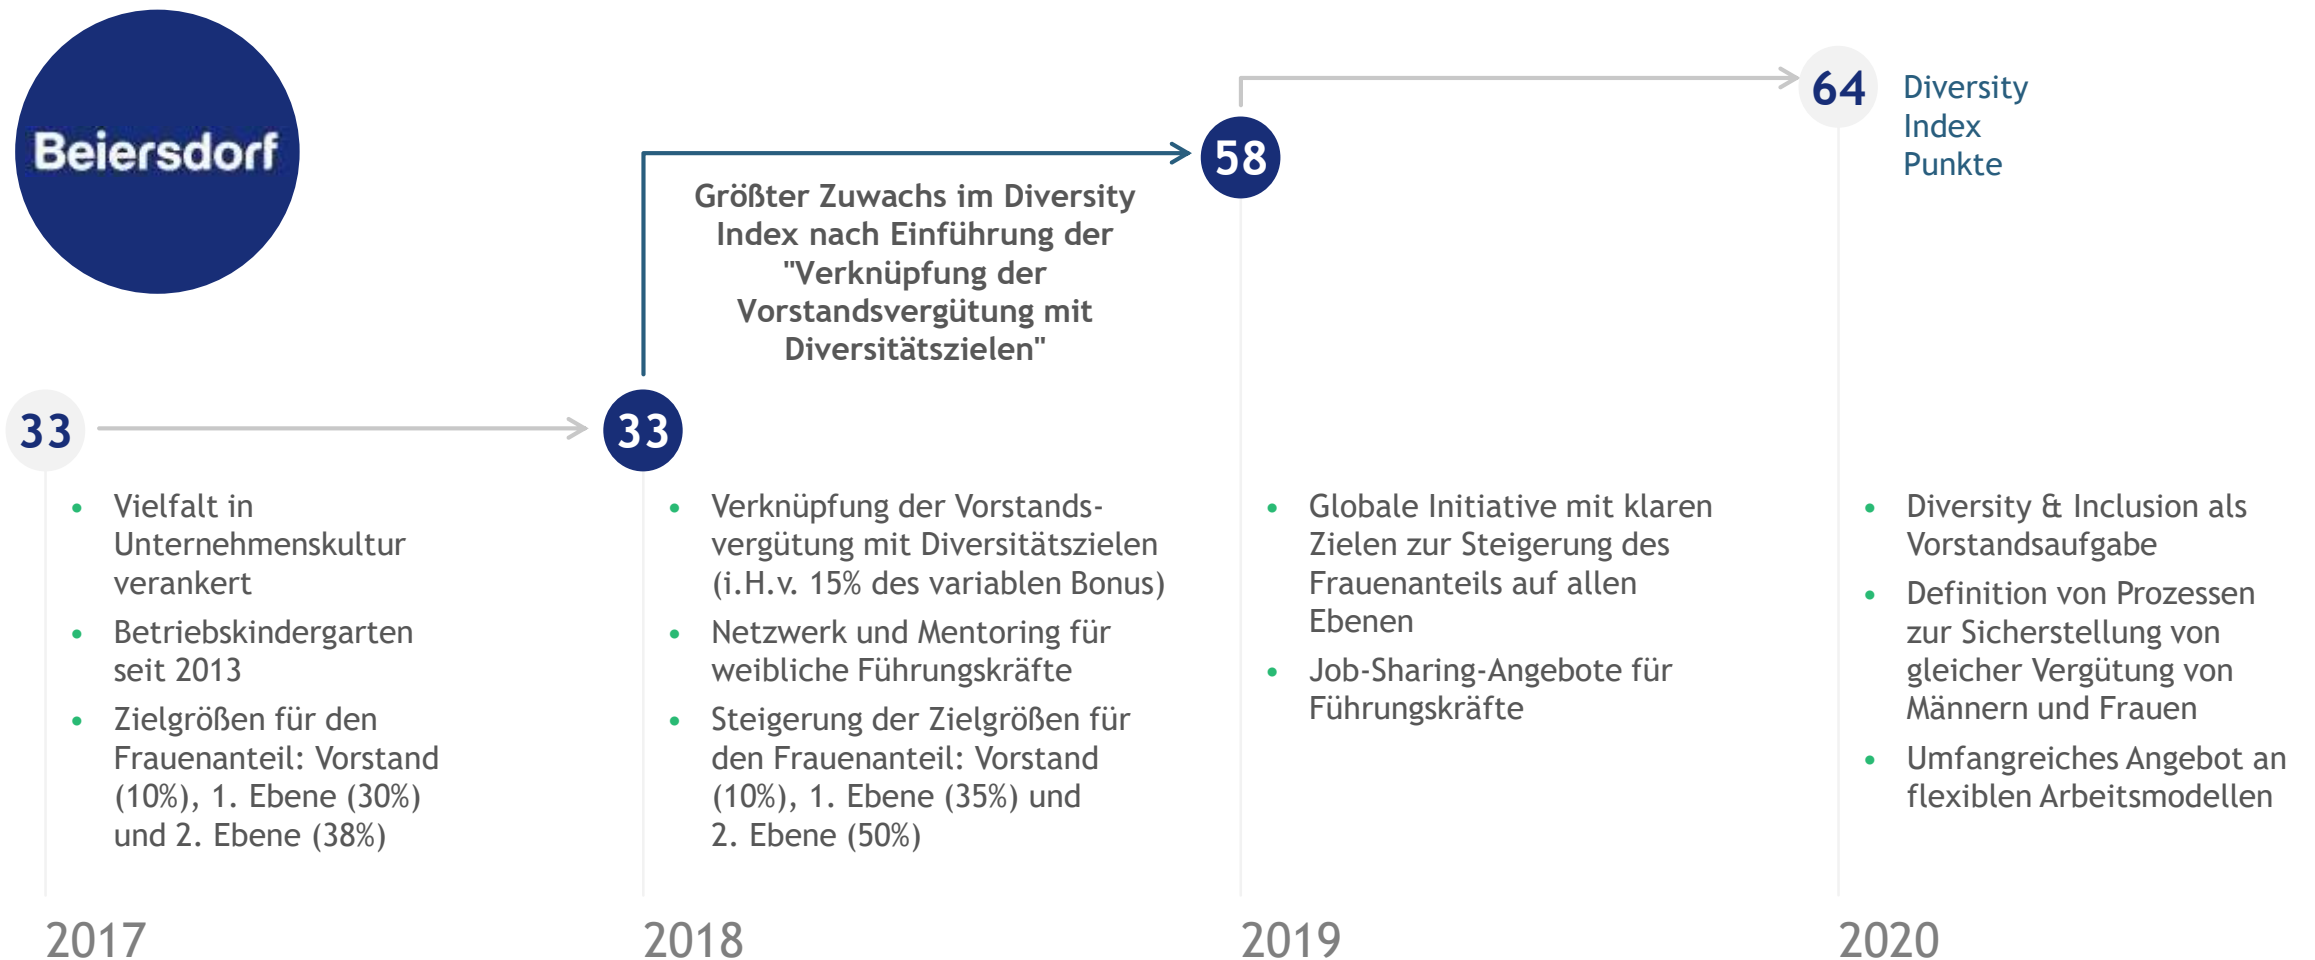 Beiersdorf
64
Diversity
Index
Punkte
58
Größter Zuwachs im Diversity
Index nach Einführung der
"Verknüpfung der
Vorstandsvergütung mit
Diversitätszielen"
33
33
• Vielfalt in
Unternehmenskultur
verankert
• Betriebskindergarten
seit 2013
• Zielgrößen für den
Frauenanteil: Vorstand
(10%), 1. Ebene (30%)
und 2. Ebene (38%)
• Verknüpfung der Vorstands-
vergütung mit Diversitätszielen
(i.H.v. 15% des variablen Bonus)
• Netzwerk und Mentoring für
weibliche Führungskräfte
• Steigerung der Zielgrößen für
den Frauenanteil: Vorstand
(10%), 1. Ebene (35%) und
2. Ebene (50%)
• Globale Initiative mit klaren
Zielen zur Steigerung des
Frauenanteils auf allen
Ebenen
• Job-Sharing-Angebote für
Führungskräfte
• Diversity & Inclusion als
Vorstandsaufgabe
• Definition von Prozessen
zur Sicherstellung von
gleicher Vergütung von
Männern und Frauen
• Umfangreiches Angebot an
flexiblen Arbeitsmodellen
2017
2018
2019
2020